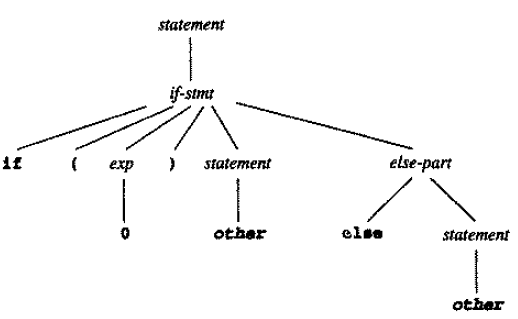 statement
if-stmt
if ( exp ) statement else-part
0 other else statement
other